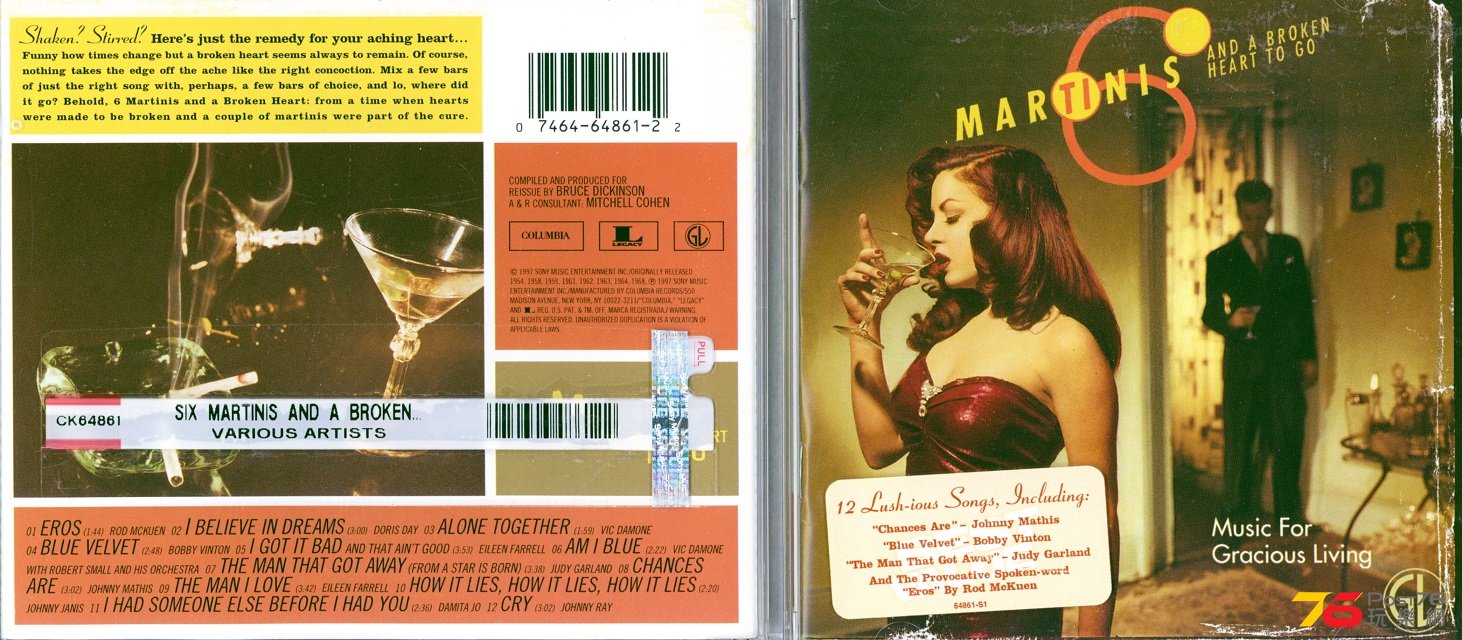 Shaken? Stirred? Here's just the remedy for your aching heart...
Funny how times change but a broken heart seems always to remain. Of course,
nothing takes the edge off the ache like the right concoction. Mix a few bars
of just the right song with, perhaps, a few bars of choice, and lo, where did
it go? Behold, 6 Martinis and a Broken Heart: from a time when hearts
were made to be broken and a couple of martinis were part of the cure.
0 7464-64861-2 2
COMPILED AND PRODUCED FOR
REISSUE BY BRUCE DICKINSON
A & R CONSULTANT: MITCHELL COHEN
COLUMBIA
L
LEGACY
GL
© 1997 SONY MUSIC ENTERTAINMENT INC./ORIGINALLY RELEASED
1954, 1958, 1959, 1961, 1962, 1963, 1964, 1968, ℗ 1997 SONY MUSIC
ENTERTAINMENT INC./MANUFACTURED BY COLUMBIA RECORDS/550
MADISON AVENUE, NEW YORK, NY 10022-3211/"COLUMBIA," "LEGACY"
AND L REG. U.S. PAT. & TM. OFF. MARCA REGISTRADA./ WARNING:
ALL RIGHTS RESERVED. UNAUTHORIZED DUPLICATION IS A VIOLATION OF
APPLICABLE LAWS.
PULL
CK64861
SIX MARTINIS AND A BROKEN...
VARIOUS ARTISTS
RT
01 EROS (1:44) ROD MCKUEN 02 I BELIEVE IN DREAMS (3:00) DORIS DAY 03 ALONE TOGETHER (1:59) VIC DAMONE
04 BLUE VELVET (2:48) BOBBY VINTON 05 I GOT IT BAD AND THAT AIN'T GOOD (3:53) EILEEN FARRELL 06 AM I BLUE (2:22) VIC DAMONE
WITH ROBERT SMALL AND HIS ORCHESTRA 07 THE MAN THAT GOT AWAY (FROM A STAR IS BORN) (3:38) JUDY GARLAND 08 CHANCES
ARE (3:02) JOHNNY MATHIS 09 THE MAN I LOVE (3:42) EILEEN FARRELL 10 HOW IT LIES, HOW IT LIES, HOW IT LIES (2:20)
JOHNNY JANIS 11 I HAD SOMEONE ELSE BEFORE I HAD YOU (2:36) DAMITA JO 12 CRY (3:02) JOHNNY RAY
6
MARTINIS
AND A BROKEN
HEART TO GO
12 Lush-ious Songs, Including:
"Chances Are" – Johnny Mathis
"Blue Velvet" – Bobby Vinton
"The Man That Got Away" – Judy Garland
And The Provocative Spoken-word
"Eros" By Rod McKuen
64861-S1
Music For
Gracious Living
GL
76 Post76
玩樂網